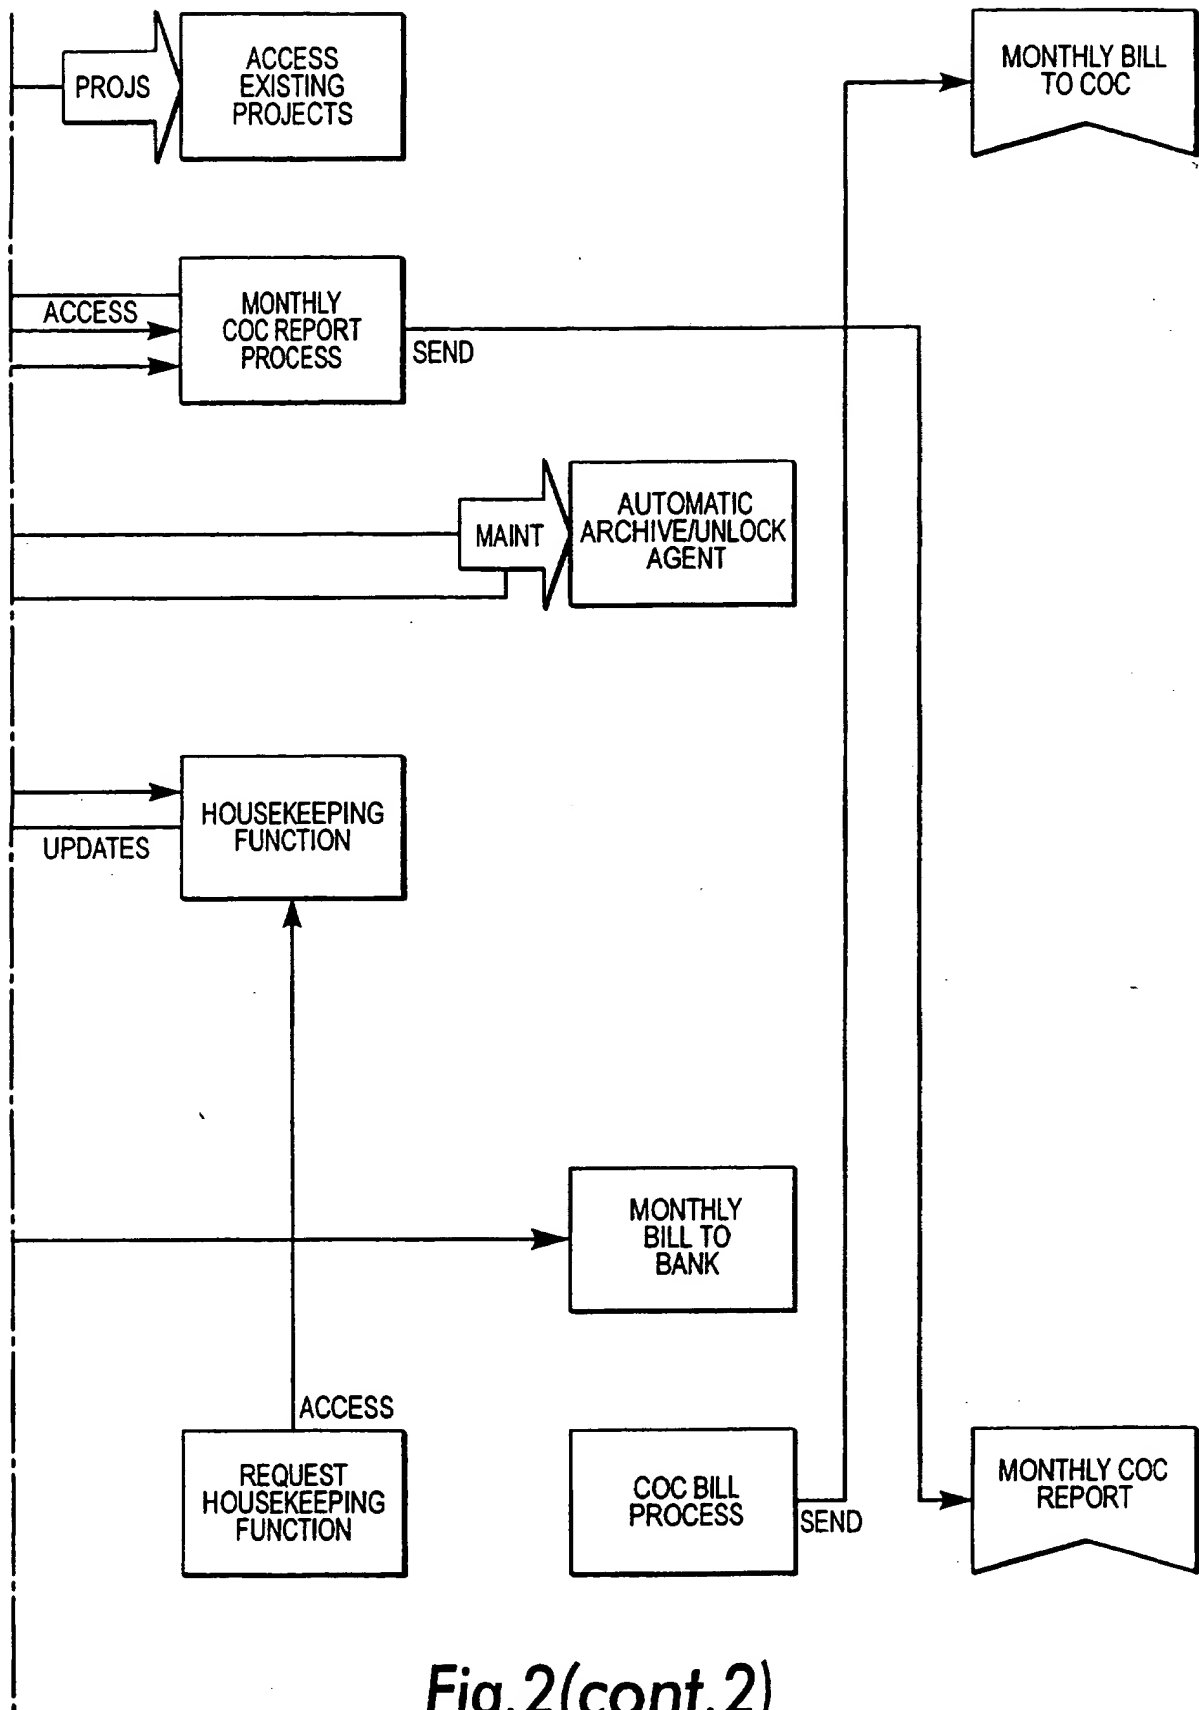 PROJS
ACCESS
EXISTING
PROJECTS
MONTHLY BILL
TO COC
ACCESS
MONTHLY
COC REPORT
PROCESS
SEND
MAINT
AUTOMATIC
ARCHIVE/UNLOCK
AGENT
HOUSEKEEPING
FUNCTION
UPDATES
MONTHLY
BILL TO
BANK
ACCESS
REQUEST
HOUSEKEEPING
FUNCTION
COC BILL
PROCESS
SEND
MONTHLY COC
REPORT
Fig.2(cont.2)